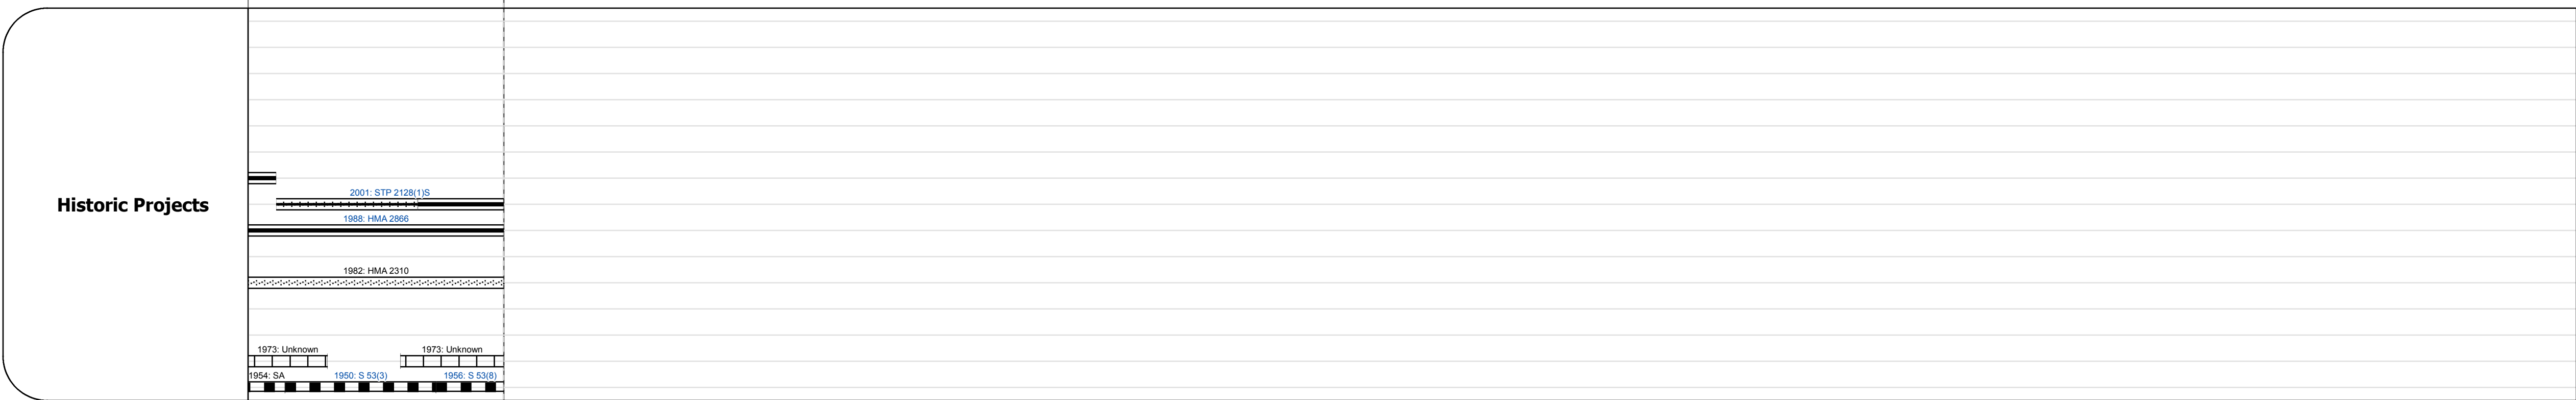 Historic Projects
2001: STP 2128(1)S
1988: HMA 2866
1982: HMA 2310
1973: Unknown
1973: Unknown
1954: SA
1950: S 53(3)
1956: S 53(8)